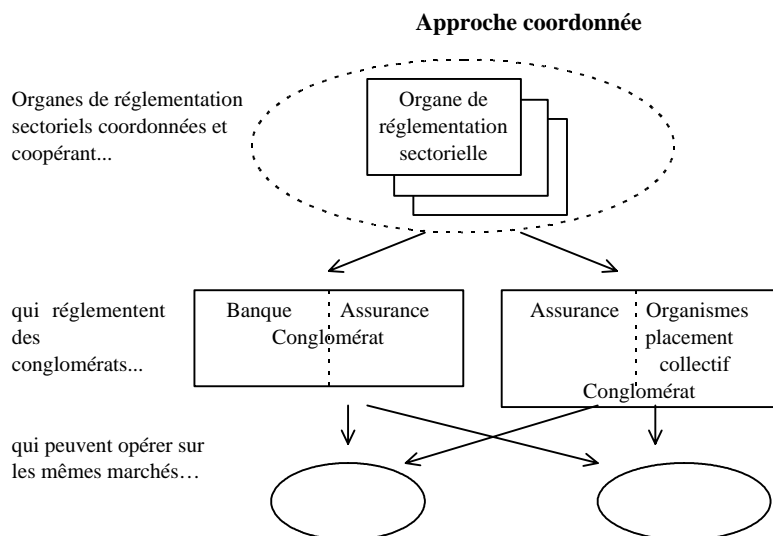 Approche coordonnée
Organes de réglementation
sectoriels coordonnées et
coopérant...
Organe de
réglementation
sectorielle
qui réglementent
des
conglomérats...
Banque Assurance
Conglomérat
Assurance Organismes
placement
collectif
Conglomérat
qui peuvent opérer sur
les mêmes marchés…